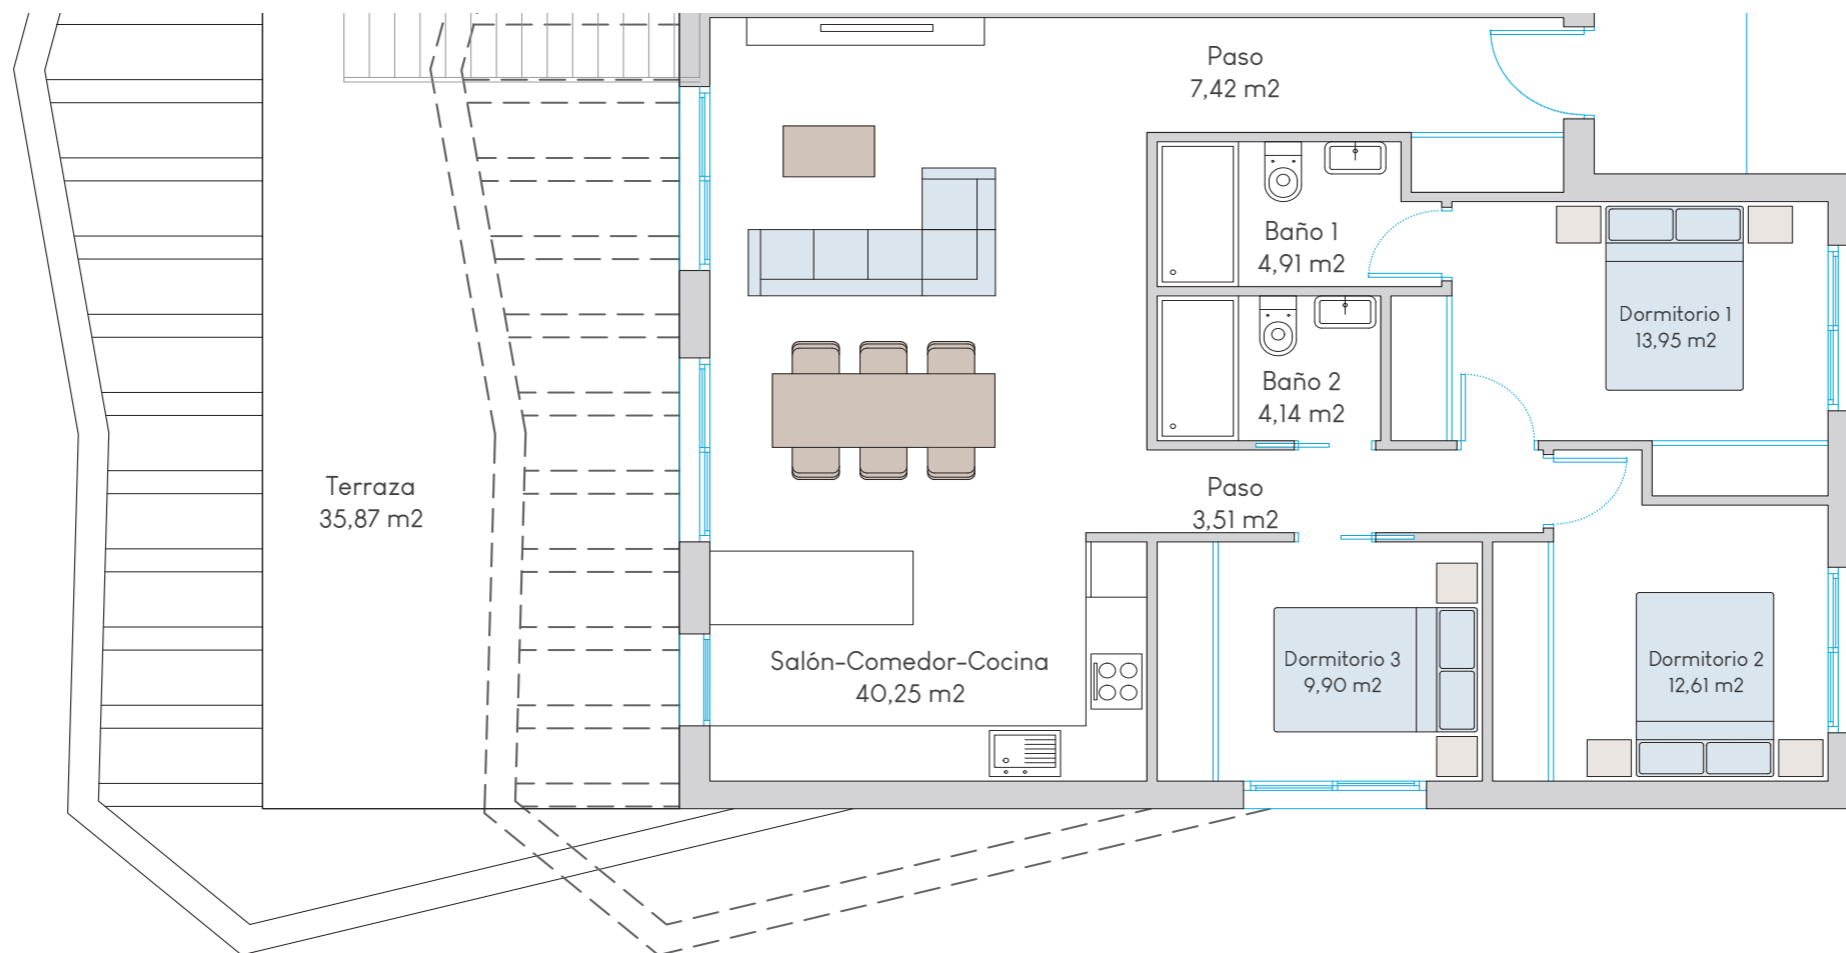 Paso
7,42 m2
Baño 1
4,91 m2
Dormitorio 1
13,95 m2
Baño 2
4,14 m2
Terraza
35,87 m2
Paso
3,51 m2
Salón-Comedor-Cocina
40,25 m2
Dormitorio 3
9,90 m2
Dormitorio 2
12,61 m2